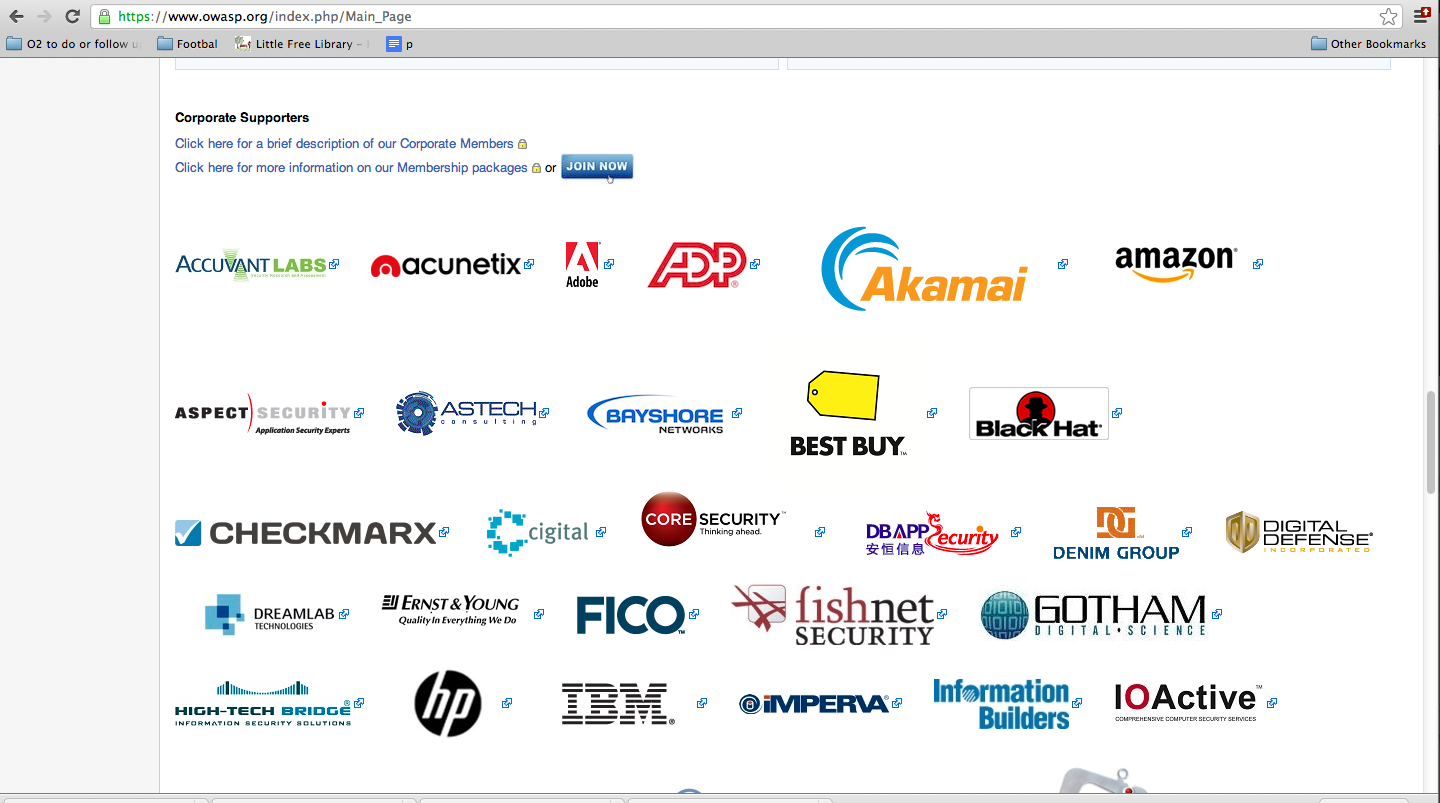 https://www.owasp.org/index.php/Main_Page
O2 to do or follow u
Footbal
Little Free Library –
p
Other Bookmarks
Corporate Supporters
Click here for a brief description of our Corporate Members
Click here for more information on our Membership packages or JOIN NOW
ACCUVANT LABS
acunetix
Adobe
ADP
Akamai
amazon
ASPECT SECURITY
Application Security Experts
ASTECH
consulting
BAYSHORE
NETWORKS
BEST BUY
Black Hat
CHECKMARX
cigital
CORE SECURITY
Thinking ahead.
DBAPPSecurity
安恒信息
DENIM GROUP
DIGITAL
DEFENSE
INCORPORATED
DREAMLAB
TECHNOLOGIES
ERNST & YOUNG
Quality In Everything We Do
FICO
fishnet
SECURITY
GOTHAM
DIGITAL · SCIENCE
HIGH-TECH BRIDGE
INFORMATION SECURITY SOLUTIONS
hp
IBM
IMPERVA
Information
Builders
IOActive
COMPREHENSIVE COMPUTER SECURITY SERVICES